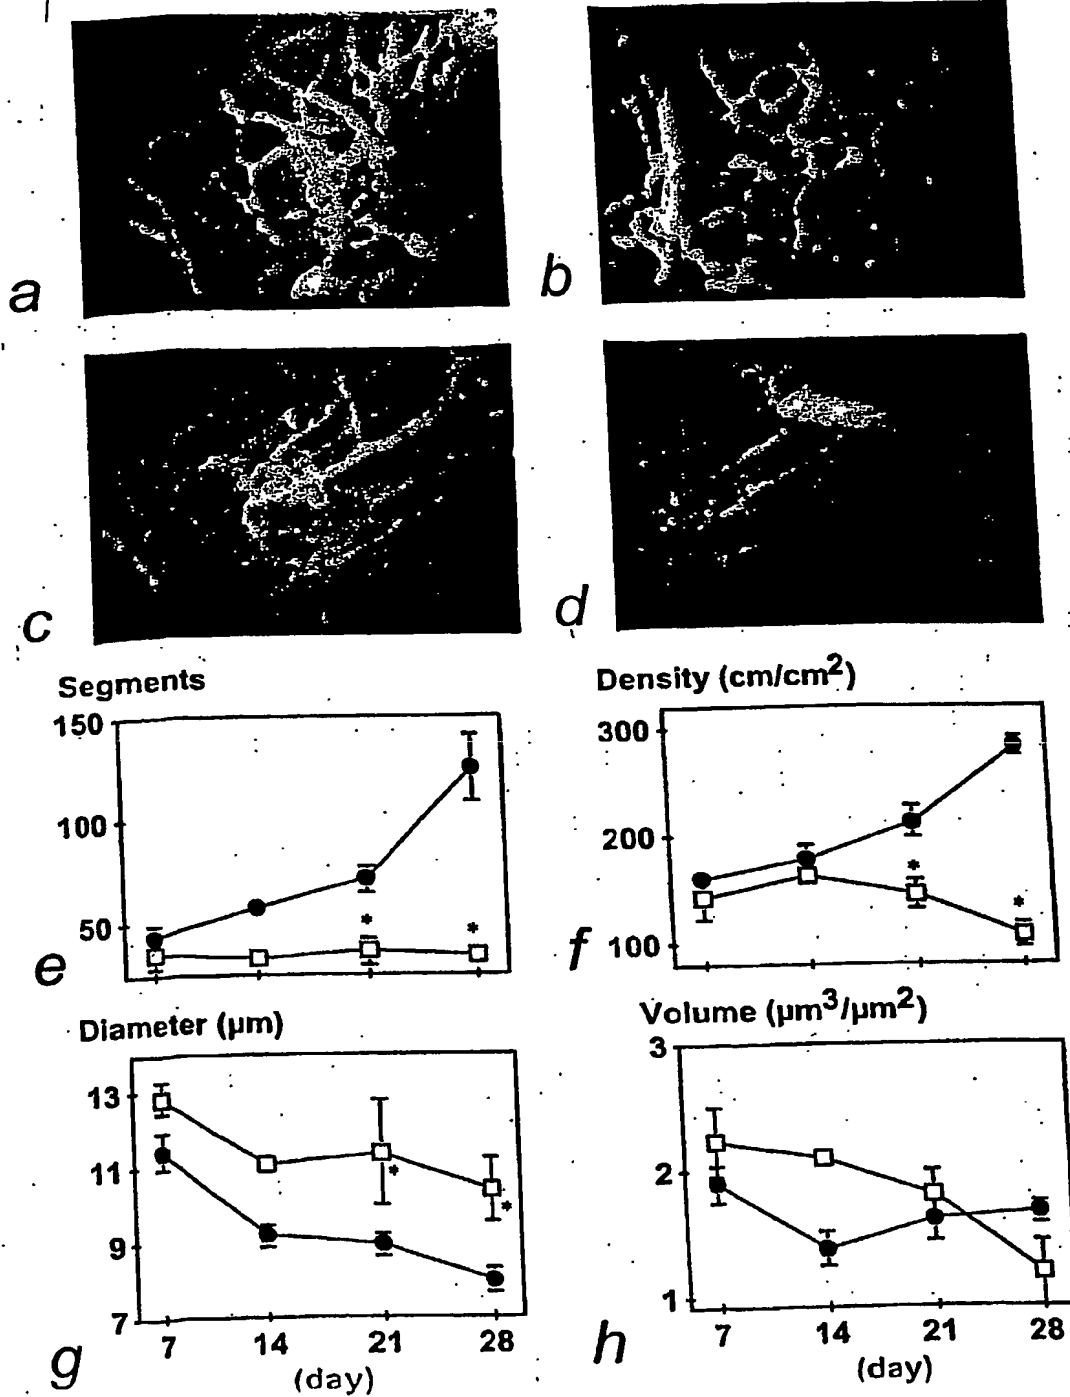 a
b
c
d
Segments
150
100
50
*
*
e
Density (cm/cm²)
300
200
100
*
*
f
Diameter (µm)
13
11
9
7
*
*
7 14 21 28
(day)
g
Volume (µm³/µm²)
3
2
1
7 14 21 28
(day)
h